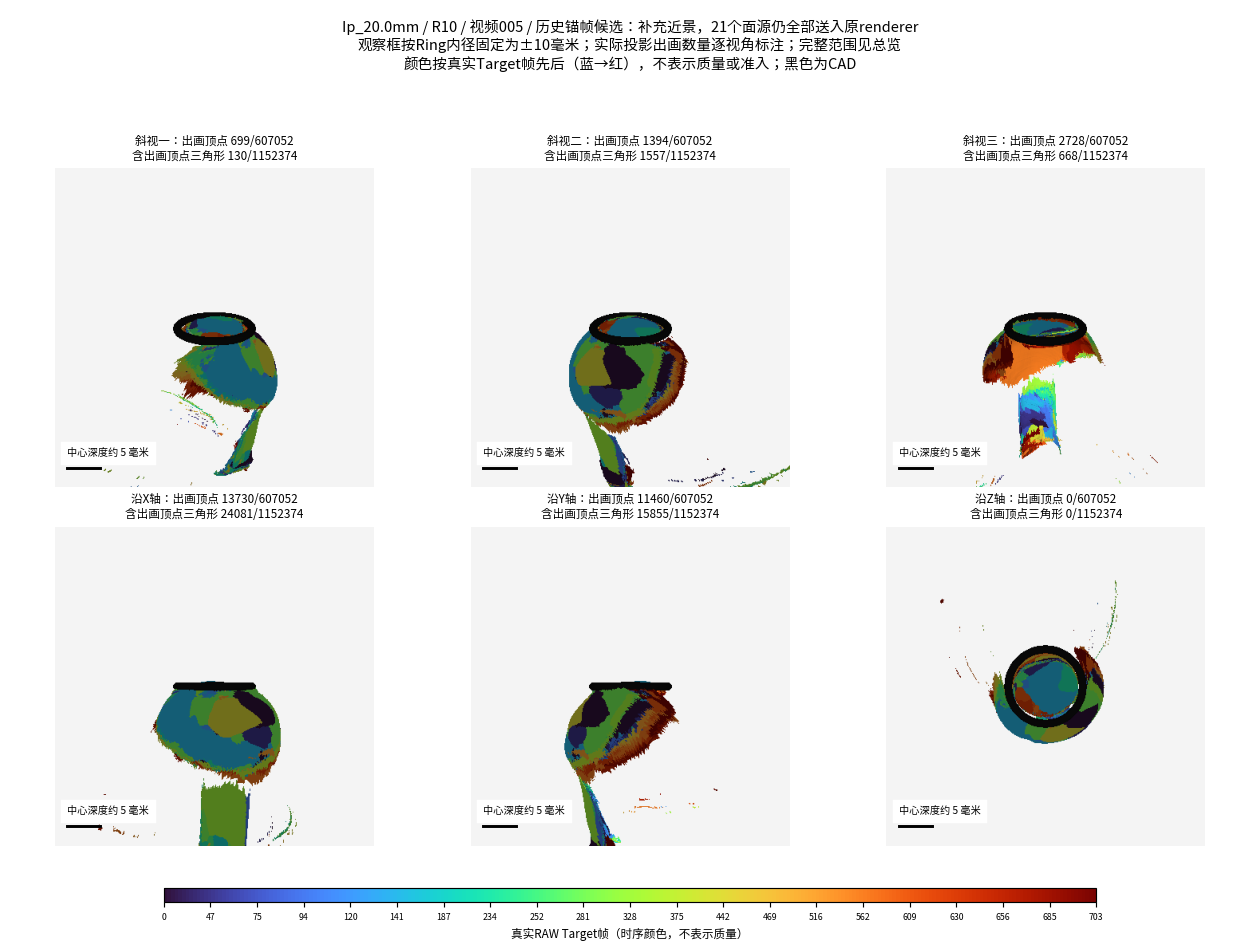 Ip_20.0mm / R10 / 视频005 / 历史锚帧候选：补充近景，21个面源仍全部送入原renderer
观察框按Ring内径固定为±10毫米；实际投影出画数量逐视角标注；完整范围见总览
颜色按真实Target帧先后（蓝→红），不表示质量或准入；黑色为CAD
斜视一：出画顶点 699/607052
含出画顶点三角形 130/1152374
斜视二：出画顶点 1394/607052
含出画顶点三角形 1557/1152374
斜视三：出画顶点 2728/607052
含出画顶点三角形 668/1152374
中心深度约 5 毫米
中心深度约 5 毫米
中心深度约 5 毫米
沿X轴：出画顶点 13730/607052
含出画顶点三角形 24081/1152374
沿Y轴：出画顶点 11460/607052
含出画顶点三角形 15855/1152374
沿Z轴：出画顶点 0/607052
含出画顶点三角形 0/1152374
中心深度约 5 毫米
中心深度约 5 毫米
中心深度约 5 毫米
0 47 75 94 120 141 187 234 252 281 328 375 442 469 516 562 609 630 656 685 703
真实RAW Target帧（时序颜色，不表示质量）